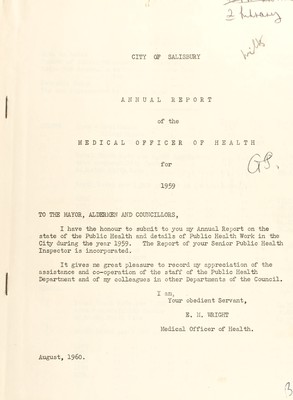 Library
Wilts
CITY OF SALISBURY
ANNUAL REPORT
of the
MEDICAL OFFICER OF HEALTH
for
1959
TO THE MAYOR, ALDERMEN AND COUNCILLORS,
I have the honour to submit to you my Annual Report on the
state of the Public Health and details of Public Health Work in the
City during the year 1959. The Report of your Senior Public Health
Inspector is incorporated.
It gives me great pleasure to record my appreciation of the
assistance and co-operation of the staff of the Public Health
Department and of my colleagues in other Departments of the Council.
I am,
Your obedient Servant,
E. M. WRIGHT
Medical Officer of Health.
August, 1960.